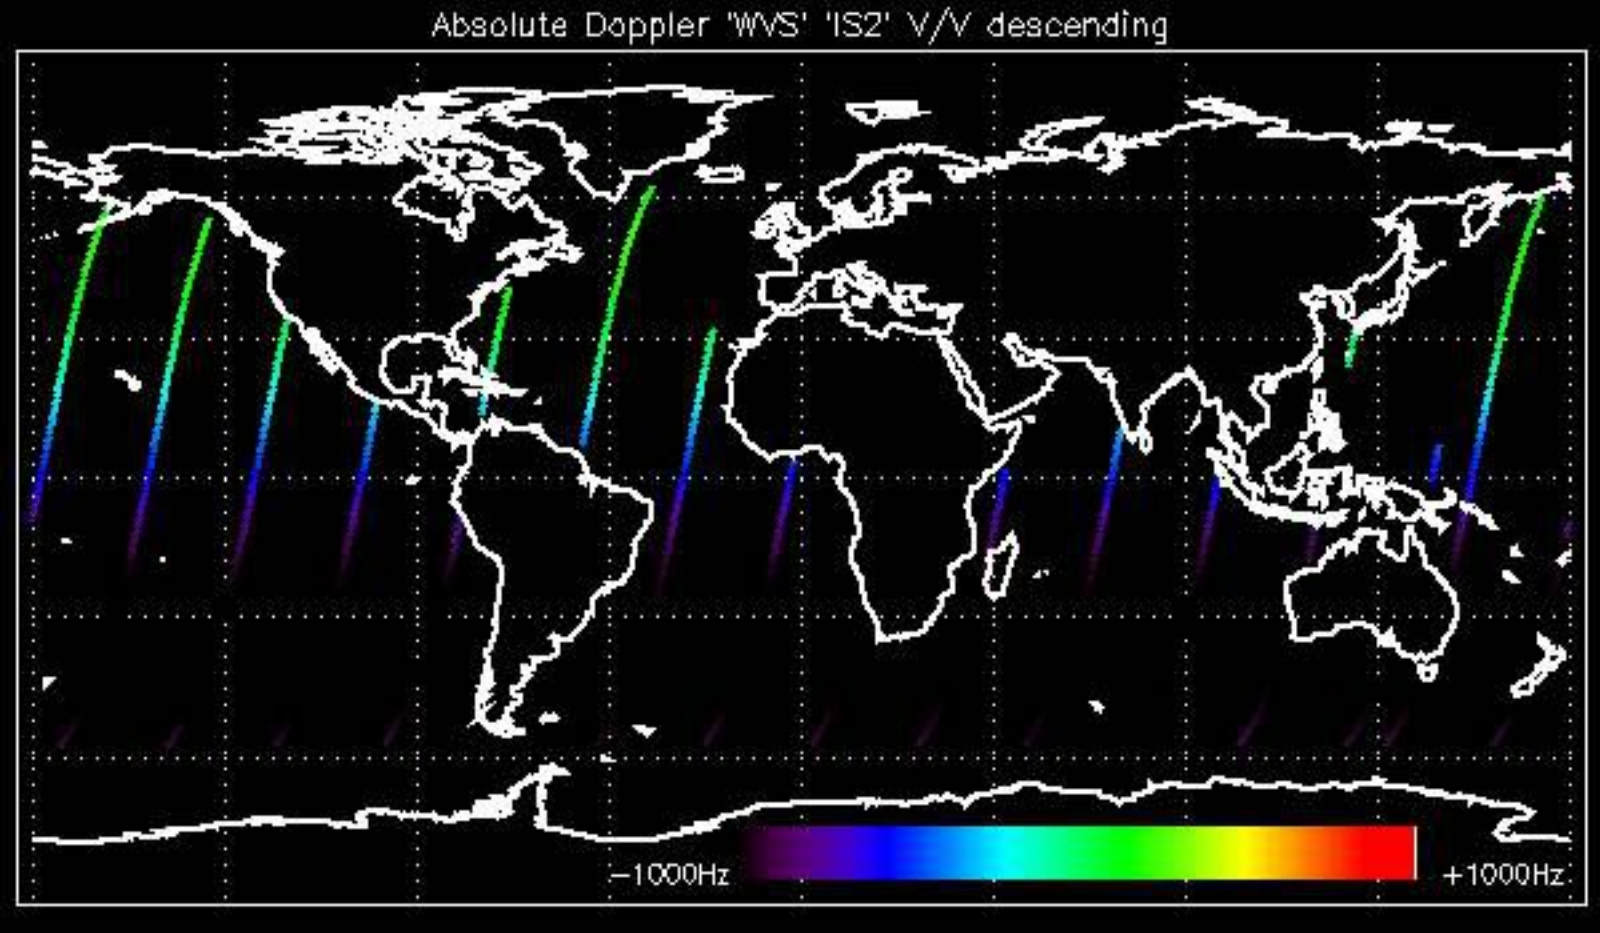 Absolute Doppler 'WVS' 'IS2' V/V descending
−1000Hz +1000Hz